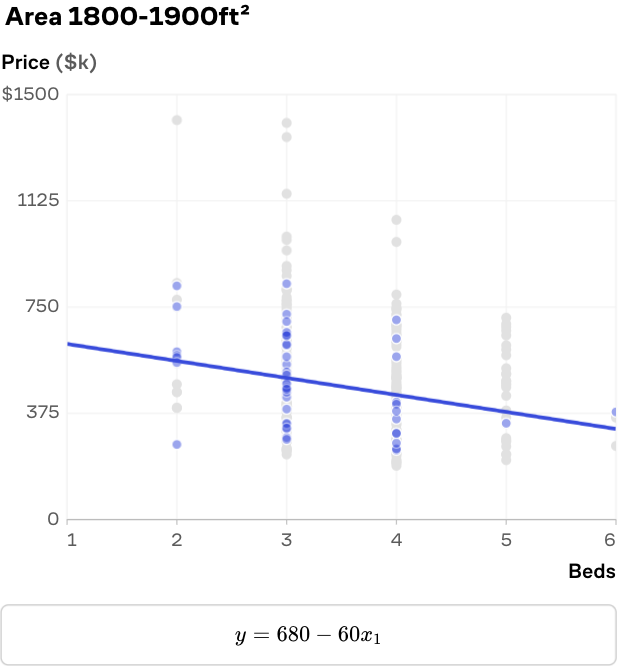 Area 1800-1900ft²
Price ($k)
$1500
1125
750
375
0
1 2 3 4 5 6
Beds
y = 680 − 60x₁